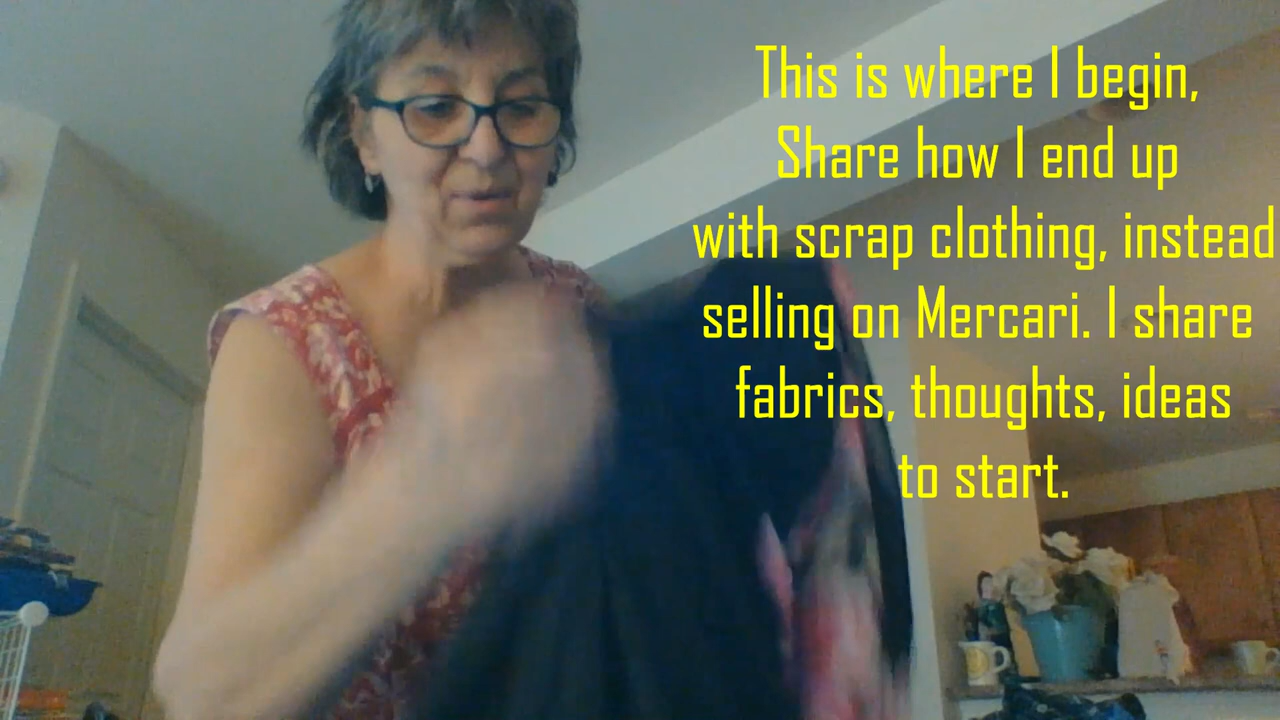 This is where I begin,
Share how I end up
with scrap clothing, instead
selling on Mercari. I share
fabrics, thoughts, ideas
to start.